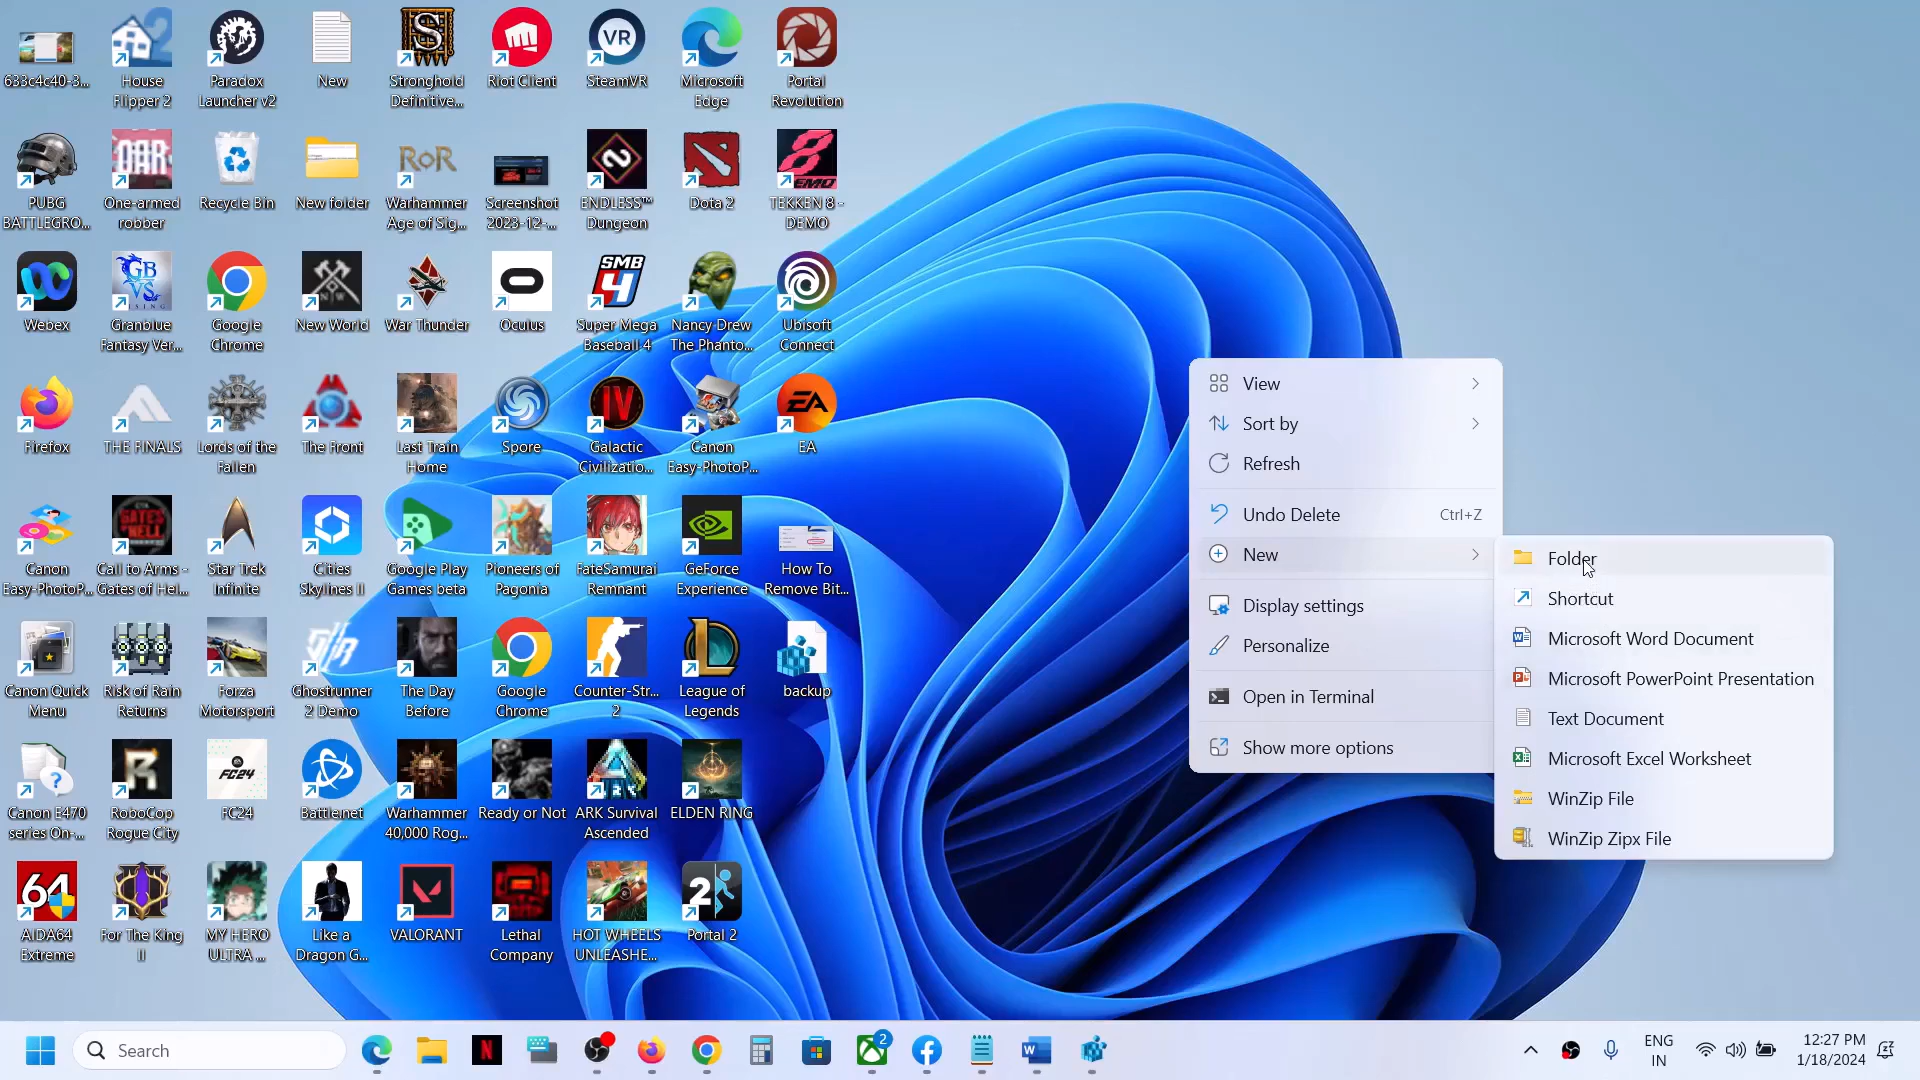 633c4c40-3...
House
Flipper 2
Paradox
Launcher v2
New
Stronghold
Definitive...
Riot Client
SteamVR
Microsoft
Edge
Portal
Revolution
PUBG
BATTLEGRO...
One-armed
robber
Recycle Bin
New folder
Warhammer
Age of Sig...
Screenshot
2023-12-...
ENDLESS™
Dungeon
Dota 2
TEKKEN 8 -
DEMO
Webex
Granblue
Fantasy Ver...
Google
Chrome
New World
War Thunder
Oculus
Super Mega
Baseball 4
Nancy Drew
The Phanto...
Ubisoft
Connect
Firefox
THE FINALS
Lords of the
Fallen
The Front
Last Train
Home
Spore
Galactic
Civilizatio...
Canon
Easy-PhotoP...
EA
Canon
Easy-PhotoP...
Call to Arms -
Gates of Hel...
Star Trek
Infinite
Cities
Skylines II
Google Play
Games beta
Pioneers of
Pagonia
FateSamurai
Remnant
GeForce
Experience
How To
Remove Bit...
Canon Quick
Menu
Risk of Rain
Returns
Forza
Motorsport
Ghostrunner
2 Demo
The Day
Before
Google
Chrome
Counter-Str...
2
League of
Legends
backup
Canon E470
series On-...
RoboCop
Rogue City
FC24
Battle.net
Warhammer
40,000 Rog...
Ready or Not
ARK Survival
Ascended
ELDEN RING
AIDA64
Extreme
For The King
II
MY HERO
ULTRA ...
Like a
Dragon G...
VALORANT
Lethal
Company
HOT WHEELS
UNLEASHE...
Portal 2
View
Sort by
Refresh
Undo Delete Ctrl+Z
New
Display settings
Personalize
Open in Terminal
Show more options
Folder
Shortcut
Microsoft Word Document
Microsoft PowerPoint Presentation
Text Document
Microsoft Excel Worksheet
WinZip File
WinZip Zipx File
Search
2
ENG
IN
12:27 PM
1/18/2024